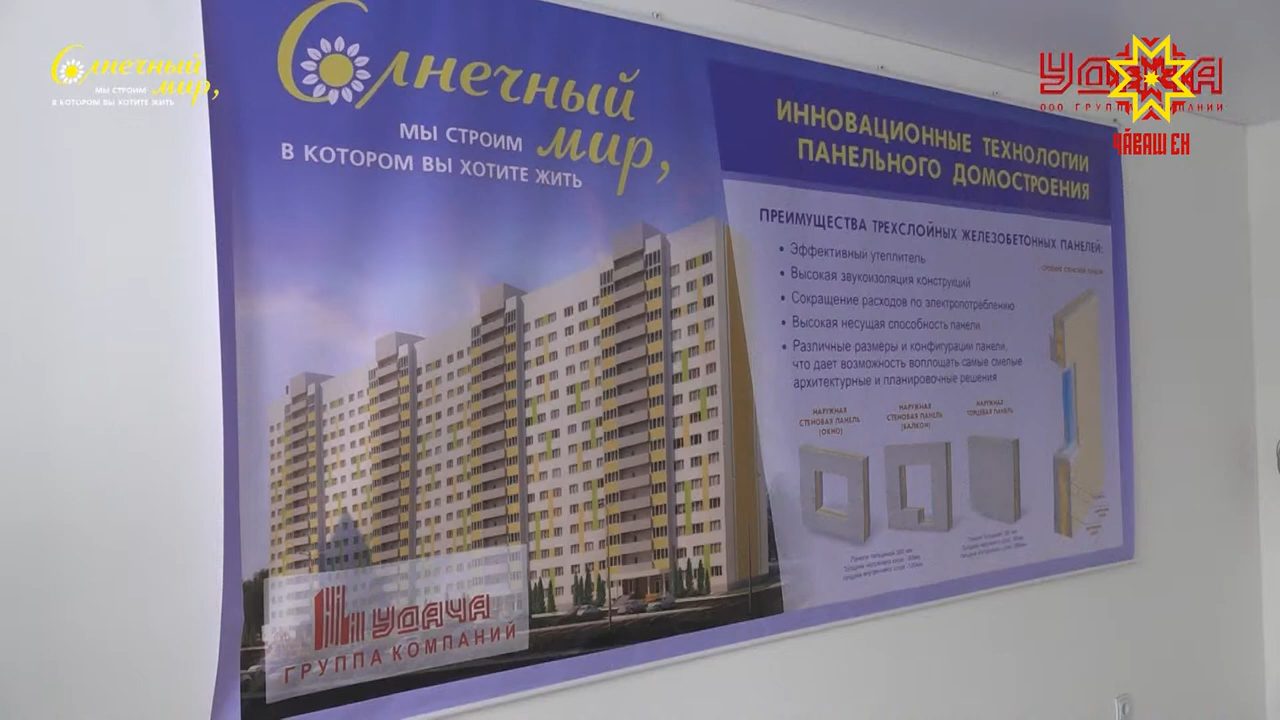 Солнечный
мир,
МЫ СТРОИМ
В КОТОРОМ ВЫ ХОТИТЕ ЖИТЬ
УДАЧА
ООО ГРУППА КОМПАНИЙ
ЧӐВАШ ЕН
Солнечный
МЫ СТРОИМ мир,
В КОТОРОМ ВЫ ХОТИТЕ ЖИТЬ
ИННОВАЦИОННЫЕ ТЕХНОЛОГИИ
ПАНЕЛЬНОГО ДОМОСТРОЕНИЯ
ПРЕИМУЩЕСТВА ТРЕХСЛОЙНЫХ ЖЕЛЕЗОБЕТОННЫХ ПАНЕЛЕЙ:
• Эффективный утеплитель
• Высокая звукоизоляция конструкций
• Сокращение расходов по электропотреблению
• Высокая несущая способность панели
• Различные размеры и конфигурации панели,
что дает возможность воплощать самые смелые
архитектурные и планировочные решения
НАРУЖНАЯ
СТЕНОВАЯ ПАНЕЛЬ
(ОКНО)
НАРУЖНАЯ
СТЕНОВАЯ ПАНЕЛЬ
(БАЛКОН)
НАРУЖНАЯ
ТОРЦЕВАЯ ПАНЕЛЬ
УДАЧА
ГРУППА КОМПАНИЙ